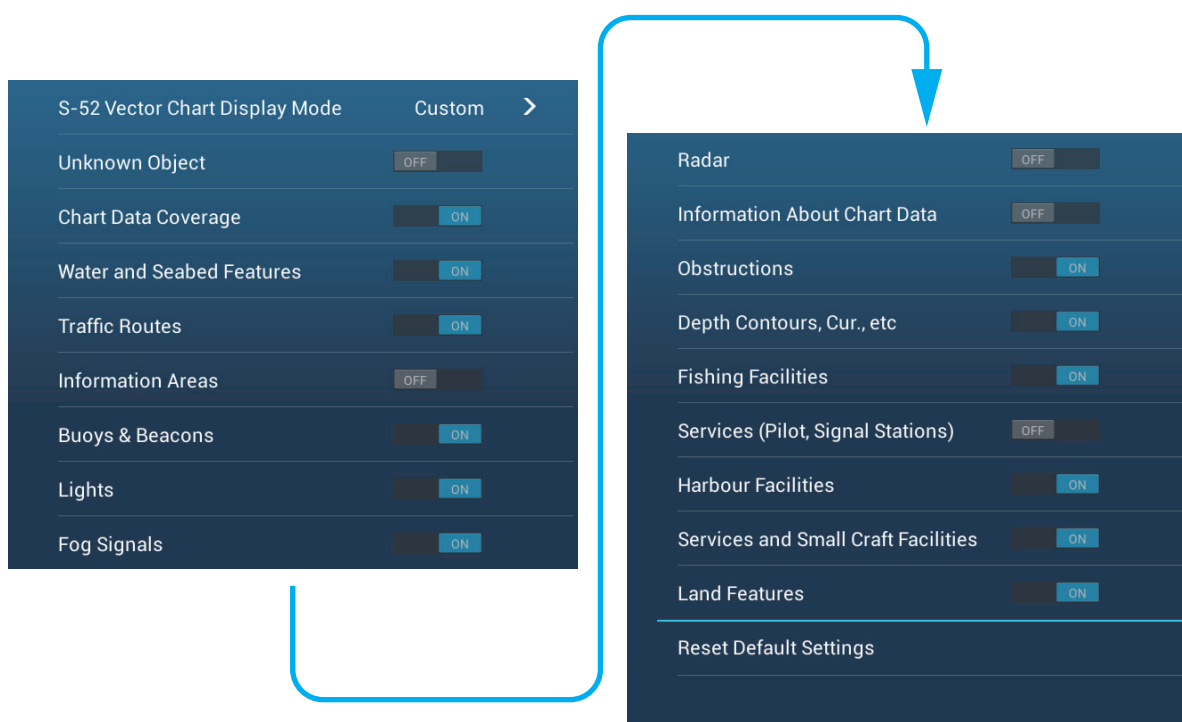 S-52 Vector Chart Display Mode Custom
Unknown Object OFF
Chart Data Coverage ON
Water and Seabed Features ON
Traffic Routes ON
Information Areas OFF
Buoys & Beacons ON
Lights ON
Fog Signals ON
Radar OFF
Information About Chart Data OFF
Obstructions ON
Depth Contours, Cur., etc ON
Fishing Facilities ON
Services (Pilot, Signal Stations) OFF
Harbour Facilities ON
Services and Small Craft Facilities ON
Land Features ON
Reset Default Settings